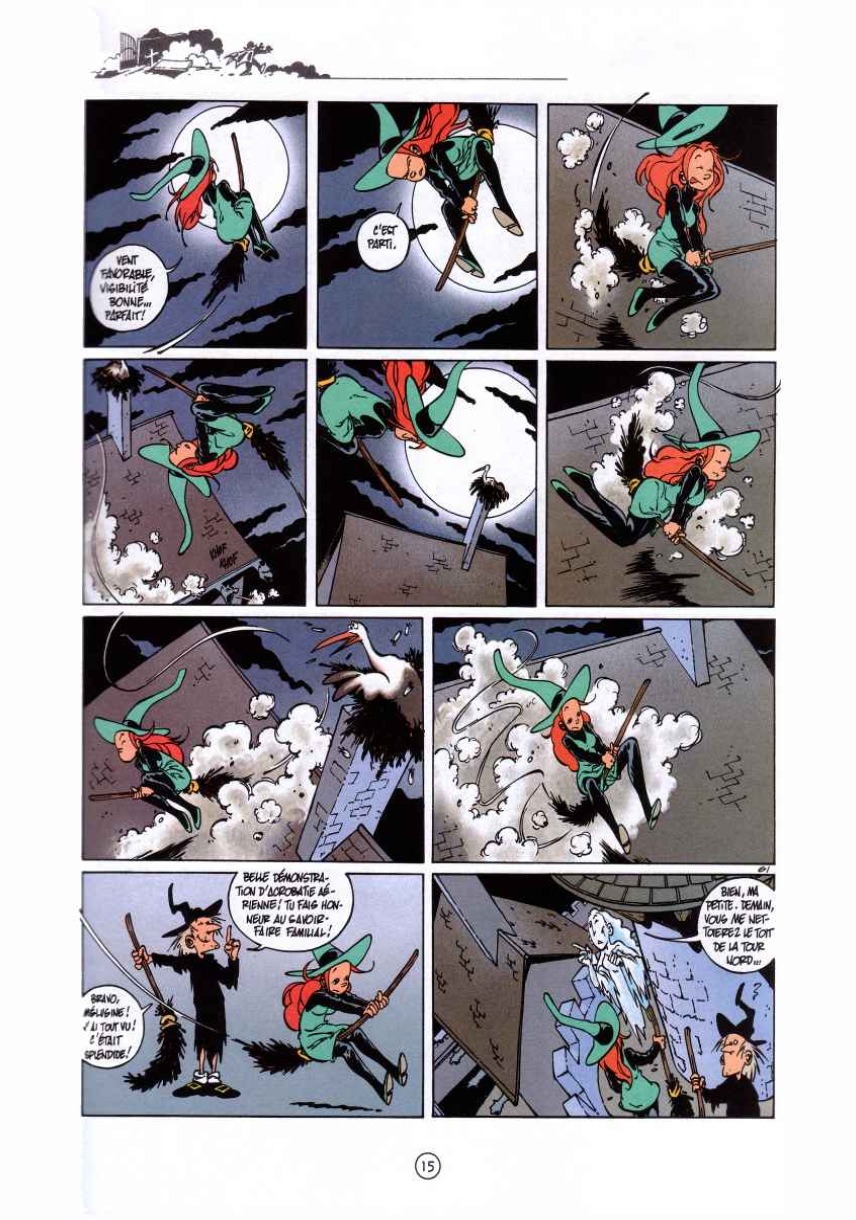 VENT
FAVORABLE,
VISIBILITÉ
BONNE...
PARFAIT!
C'EST
PARTI.
KHOF
KHOF
BRAVO,
MÉLUSINE!
J'AI TOUT VU!
C'ÉTAIT
SPLENDIDE!
BELLE DÉMONSTRA-
TION D'ACROBATIE AÉ-
RIENNE! TU FAIS HON-
NEUR AU SAVOIR-
FAIRE FAMILIAL!
BIEN, MA
PETITE. DEMAIN,
VOUS ME NET-
TOIEREZ LE TOIT
DE LA TOUR
NORD...
?
15